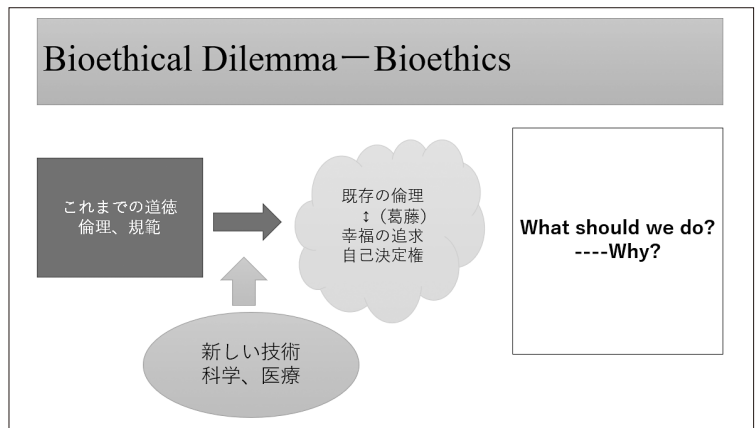 Bioethical Dilemma－Bioethics
これまでの道徳
倫理、規範
既存の倫理
↕（葛藤）
幸福の追求
自己決定権
What should we do?
----Why?
新しい技術
科学、医療